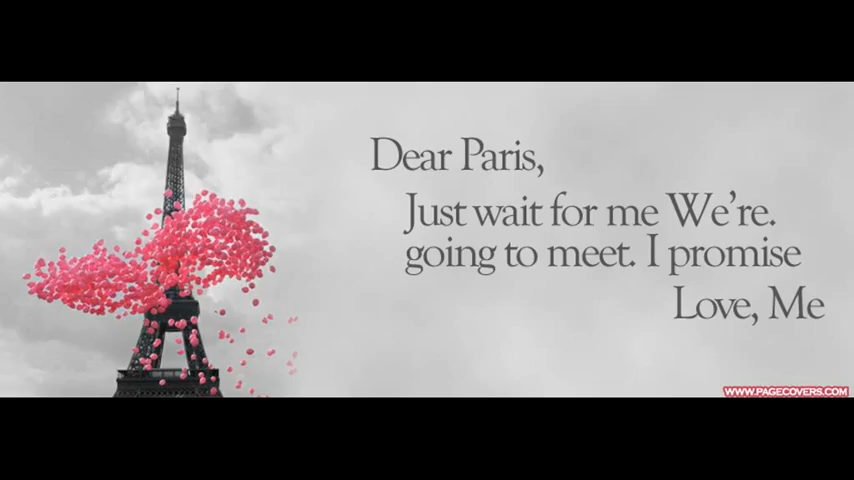 Dear Paris,
Just wait for me We're.
going to meet. I promise
Love, Me
WWW.PAGECOVERS.COM